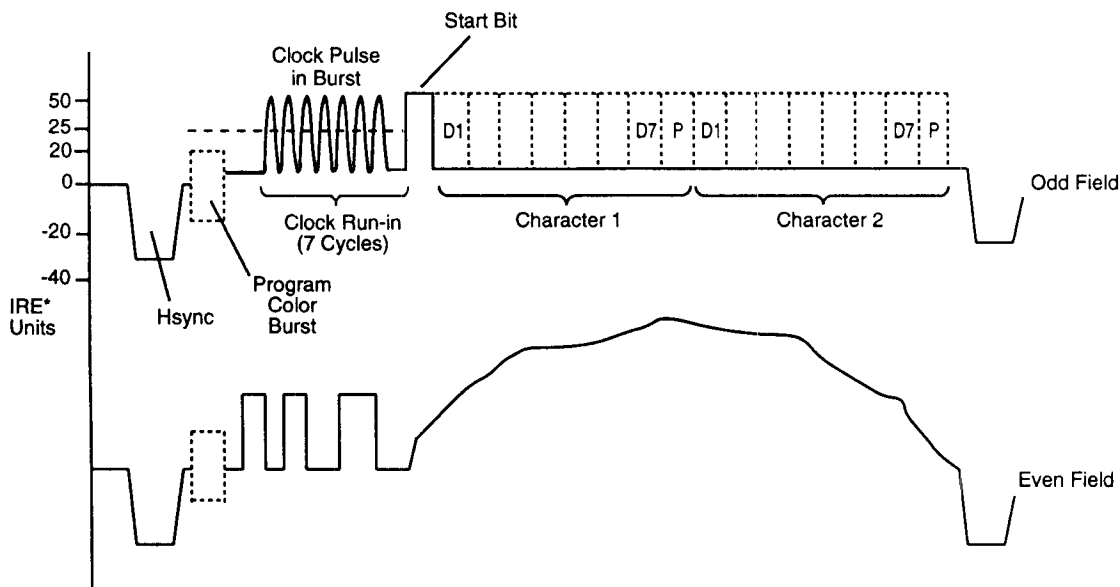 Start Bit
Clock Pulse
in Burst
50
25
20
0
-20
-40
IRE*
Units
D1
D7
P
D1
D7
P
Odd Field
Clock Run-in
(7 Cycles)
Character 1
Character 2
Hsync
Program
Color
Burst
Even Field